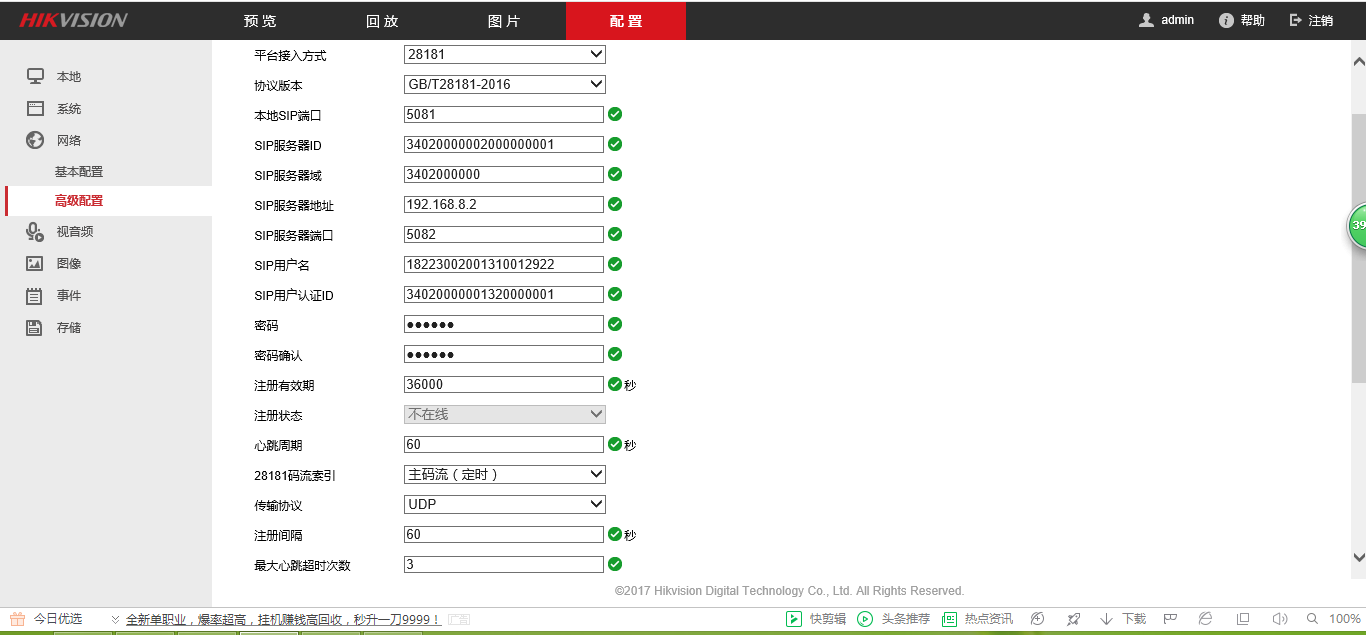 HIKVISION 预览 回放 图片 配置 admin 帮助 注销
本地
系统
网络
基本配置
高级配置
视音频
图像
事件
存储
平台接入方式 28181
协议版本 GB/T28181-2016
本地SIP端口 5081
SIP服务器ID 34020000002000000001
SIP服务器域 3402000000
SIP服务器地址 192.168.8.2
SIP服务器端口 5082
SIP用户名 18223002001310012922
SIP用户认证ID 34020000001320000001
密码 ●●●●●●
密码确认 ●●●●●●
注册有效期 36000 秒
注册状态 不在线
心跳周期 60 秒
28181码流索引 主码流（定时）
传输协议 UDP
注册间隔 60 秒
最大心跳超时次数 3
39
©2017 Hikvision Digital Technology Co., Ltd. All Rights Reserved.
今日优选 全新单职业，爆率超高，挂机赚钱高回收，秒升一刀9999！ 广告 快剪辑 头条推荐 热点资讯 下载 100%